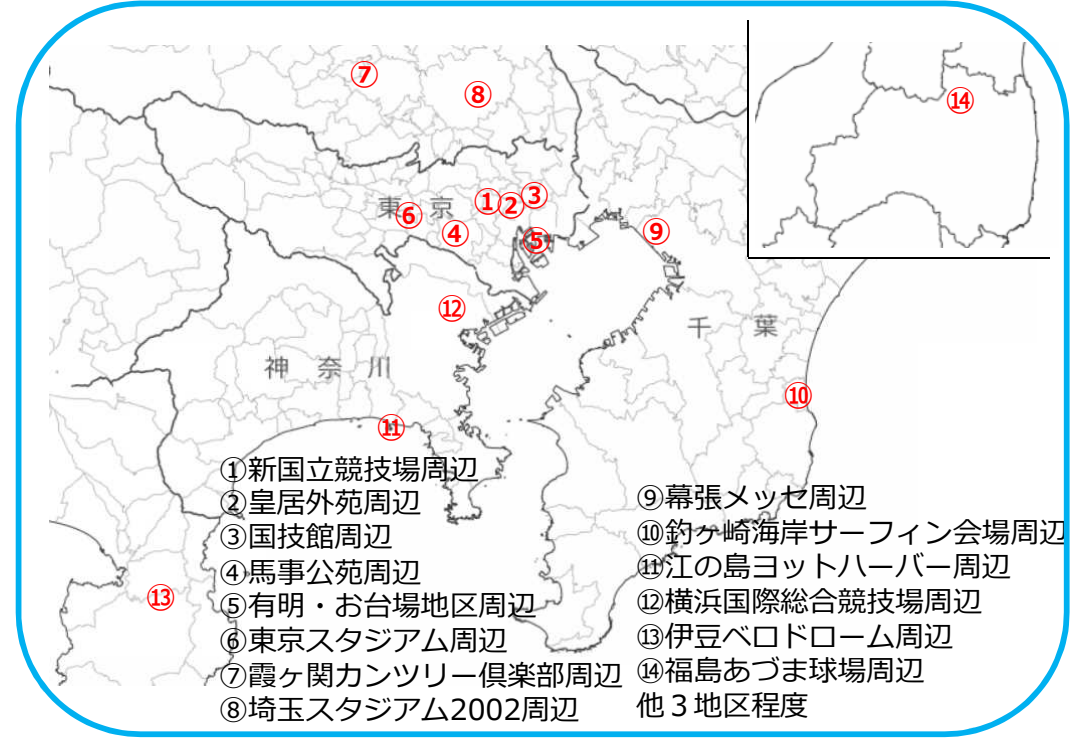 ⑦
⑧
⑭
東京
①
②
③
⑥
④
⑤
⑨
⑫
千葉
神奈川
⑩
⑪
⑬
①新国立競技場周辺
②皇居外苑周辺
③国技館周辺
④馬事公苑周辺
⑤有明・お台場地区周辺
⑥東京スタジアム周辺
⑦霞ヶ関カンツリー倶楽部周辺
⑧埼玉スタジアム2002周辺
⑨幕張メッセ周辺
⑩釣ヶ崎海岸サーフィン会場周辺
⑪江の島ヨットハーバー周辺
⑫横浜国際総合競技場周辺
⑬伊豆ベロドローム周辺
⑭福島あづま球場周辺
他３地区程度